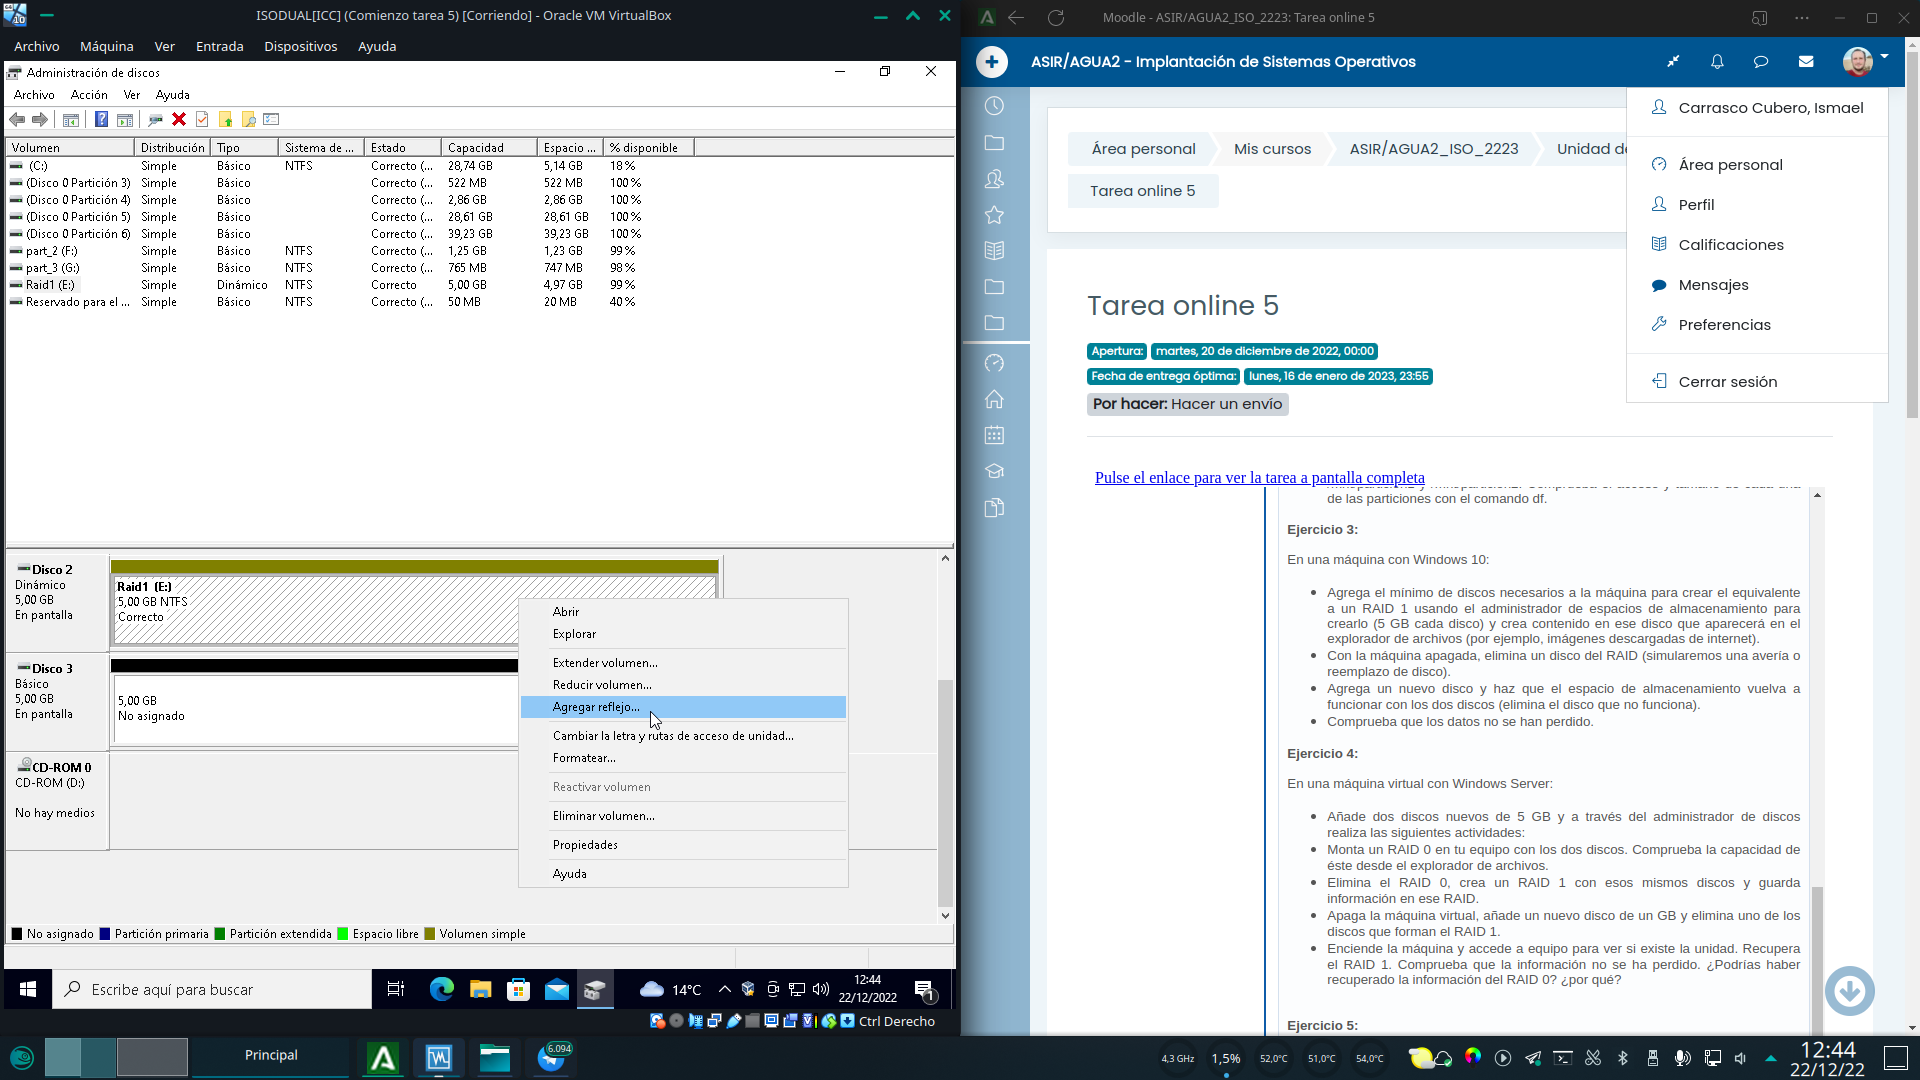 ISODUAL[ICC] (Comienzo tarea 5) [Corriendo] - Oracle VM VirtualBox
Archivo Máquina Ver Entrada Dispositivos Ayuda
Administración de discos
Archivo Acción Ver Ayuda
Volumen Distribución Tipo Sistema de ... Estado Capacidad Espacio ... % disponible
(C:) Simple Básico NTFS Correcto (... 28,74 GB 5,14 GB 18 %
(Disco 0 Partición 3) Simple Básico Correcto (... 522 MB 522 MB 100 %
(Disco 0 Partición 4) Simple Básico Correcto (... 2,86 GB 2,86 GB 100 %
(Disco 0 Partición 5) Simple Básico Correcto (... 28,61 GB 28,61 GB 100 %
(Disco 0 Partición 6) Simple Básico Correcto (... 39,23 GB 39,23 GB 100 %
part_2 (F:) Simple Básico NTFS Correcto (... 1,25 GB 1,23 GB 99 %
part_3 (G:) Simple Básico NTFS Correcto (... 765 MB 747 MB 98 %
Raid1 (E:) Simple Dinámico NTFS Correcto 5,00 GB 4,97 GB 99 %
Reservado para el ... Simple Básico NTFS Correcto (... 50 MB 20 MB 40 %
Disco 2
Dinámico
5,00 GB
En pantalla
Raid1 (E:)
5,00 GB NTFS
Correcto
Disco 3
Básico
5,00 GB
En pantalla
5,00 GB
No asignado
CD-ROM 0
CD-ROM (D:)
No hay medios
Abrir
Explorar
Extender volumen...
Reducir volumen...
Agregar reflejo...
Cambiar la letra y rutas de acceso de unidad...
Formatear...
Reactivar volumen
Eliminar volumen...
Propiedades
Ayuda
No asignado Partición primaria Partición extendida Espacio libre Volumen simple
Escribe aquí para buscar
14°C
12:44
22/12/2022
1
Ctrl Derecho
Moodle - ASIR/AGUA2_ISO_2223: Tarea online 5
ASIR/AGUA2 - Implantación de Sistemas Operativos
Área personal Mis cursos ASIR/AGUA2_ISO_2223 Unidad d
Tarea online 5
Carrasco Cubero, Ismael
Área personal
Perfil
Calificaciones
Mensajes
Preferencias
Cerrar sesión
Tarea online 5
Apertura: martes, 20 de diciembre de 2022, 00:00
Fecha de entrega óptima: lunes, 16 de enero de 2023, 23:55
Por hacer: Hacer un envío
Pulse el enlace para ver la tarea a pantalla completa
de las particiones con el comando df.
Ejercicio 3:
En una máquina con Windows 10:
Agrega el mínimo de discos necesarios a la máquina para crear el equivalente
a un RAID 1 usando el administrador de espacios de almacenamiento para
crearlo (5 GB cada disco) y crea contenido en ese disco que aparecerá en el
explorador de archivos (por ejemplo, imágenes descargadas de internet).
Con la máquina apagada, elimina un disco del RAID (simularemos una avería o
reemplazo de disco).
Agrega un nuevo disco y haz que el espacio de almacenamiento vuelva a
funcionar con los dos discos (elimina el disco que no funciona).
Comprueba que los datos no se han perdido.
Ejercicio 4:
En una máquina virtual con Windows Server:
Añade dos discos nuevos de 5 GB y a través del administrador de discos
realiza las siguientes actividades:
Monta un RAID 0 en tu equipo con los dos discos. Comprueba la capacidad de
éste desde el explorador de archivos.
Elimina el RAID 0, crea un RAID 1 con esos mismos discos y guarda
información en ese RAID.
Apaga la máquina virtual, añade un nuevo disco de un GB y elimina uno de los
discos que forman el RAID 1.
Enciende la máquina y accede a equipo para ver si existe la unidad. Recupera
el RAID 1. Comprueba que la información no se ha perdido. ¿Podrías haber
recuperado la información del RAID 0? ¿por qué?
Ejercicio 5:
Principal
6.094
4,3 GHz 1,5% 52,0°C 51,0°C 54,0°C
12:44
22/12/22